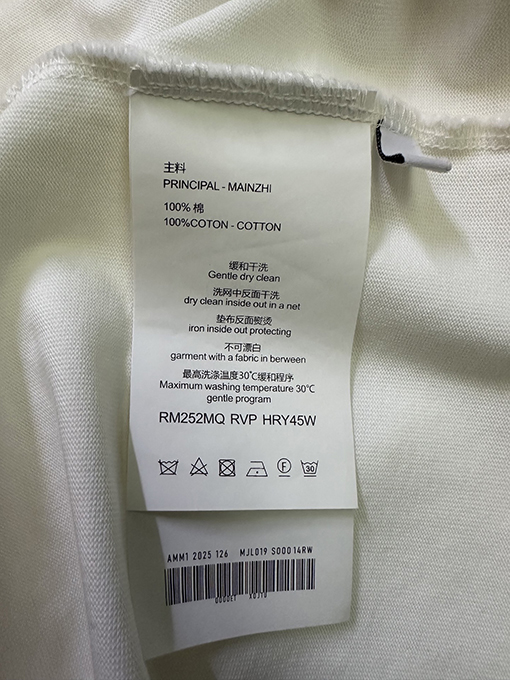 主料
PRINCIPAL - MAINZHI
100% 棉
100%COTON - COTTON
缓和干洗
Gentle dry clean
洗网中反面干洗
dry clean inside out in a net
垫布反面熨烫
iron inside out protecting
不可漂白
garment with a fabric in berween
最高洗涤温度30℃缓和程序
Maximum washing temperature 30℃
gentle program
RM252MQ RVP HRY45W
F 30
AMM1 2025 126 MJL019 S000 14RW